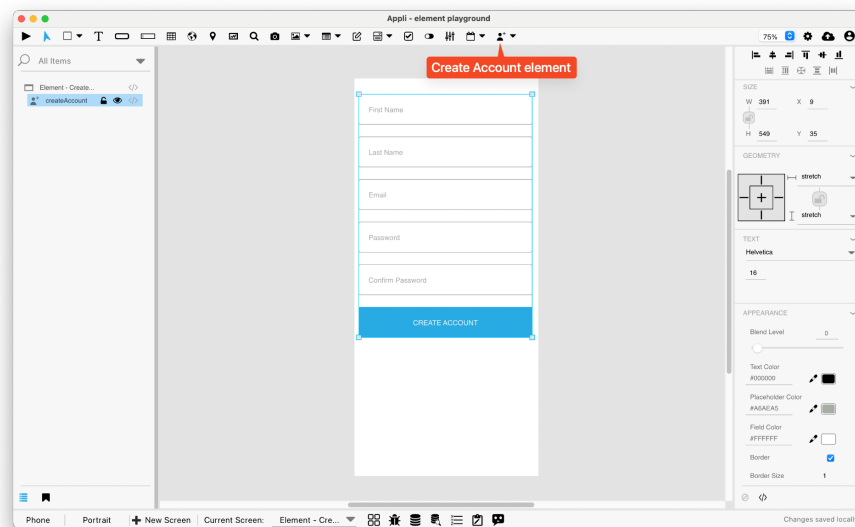 Appli - element playground
T
75%
Create Account element
All Items
Element - Create... </>
createAccount </>
First Name
Last Name
Email
Password
Confirm Password
CREATE ACCOUNT
SIZE
W 391 X 9
H 549 Y 35
GEOMETRY
stretch
stretch
TEXT
Helvetica
16
APPEARANCE
Blend Level 0
Text Color
#000000
Placeholder Color
#A6AEA5
Field Color
#FFFFFF
Border
Border Size 1
</>
Phone Portrait New Screen Current Screen: Element - Cre... Changes saved locall